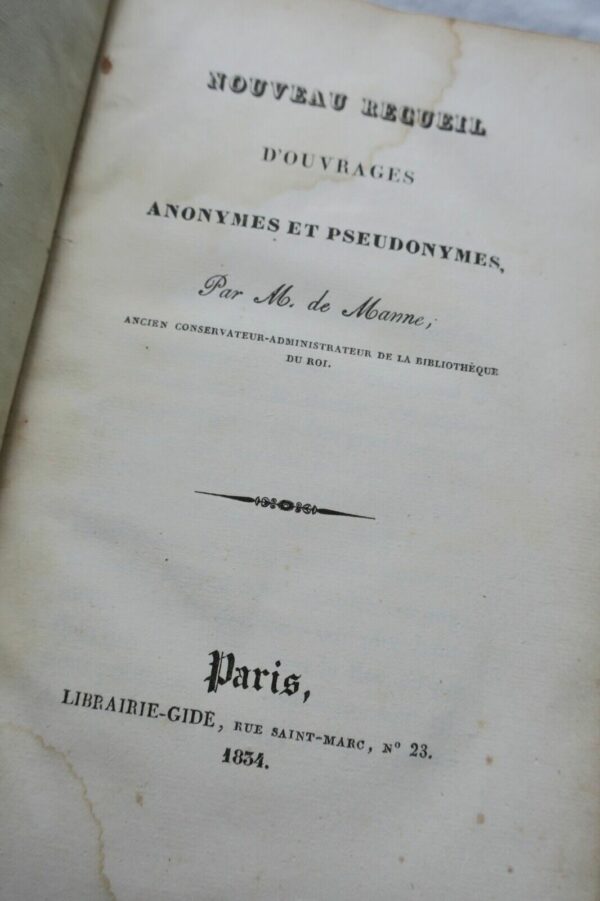 NOUVEAU RECUEIL
D'OUVRAGES
ANONYMES ET PSEUDONYMES,
Par M. de Manne,
ANCIEN CONSERVATEUR-ADMINISTRATEUR DE LA BIBLIOTHÈQUE
DU ROI.
Paris,
LIBRAIRIE-GIDE, RUE SAINT-MARC, N° 23.
1834.